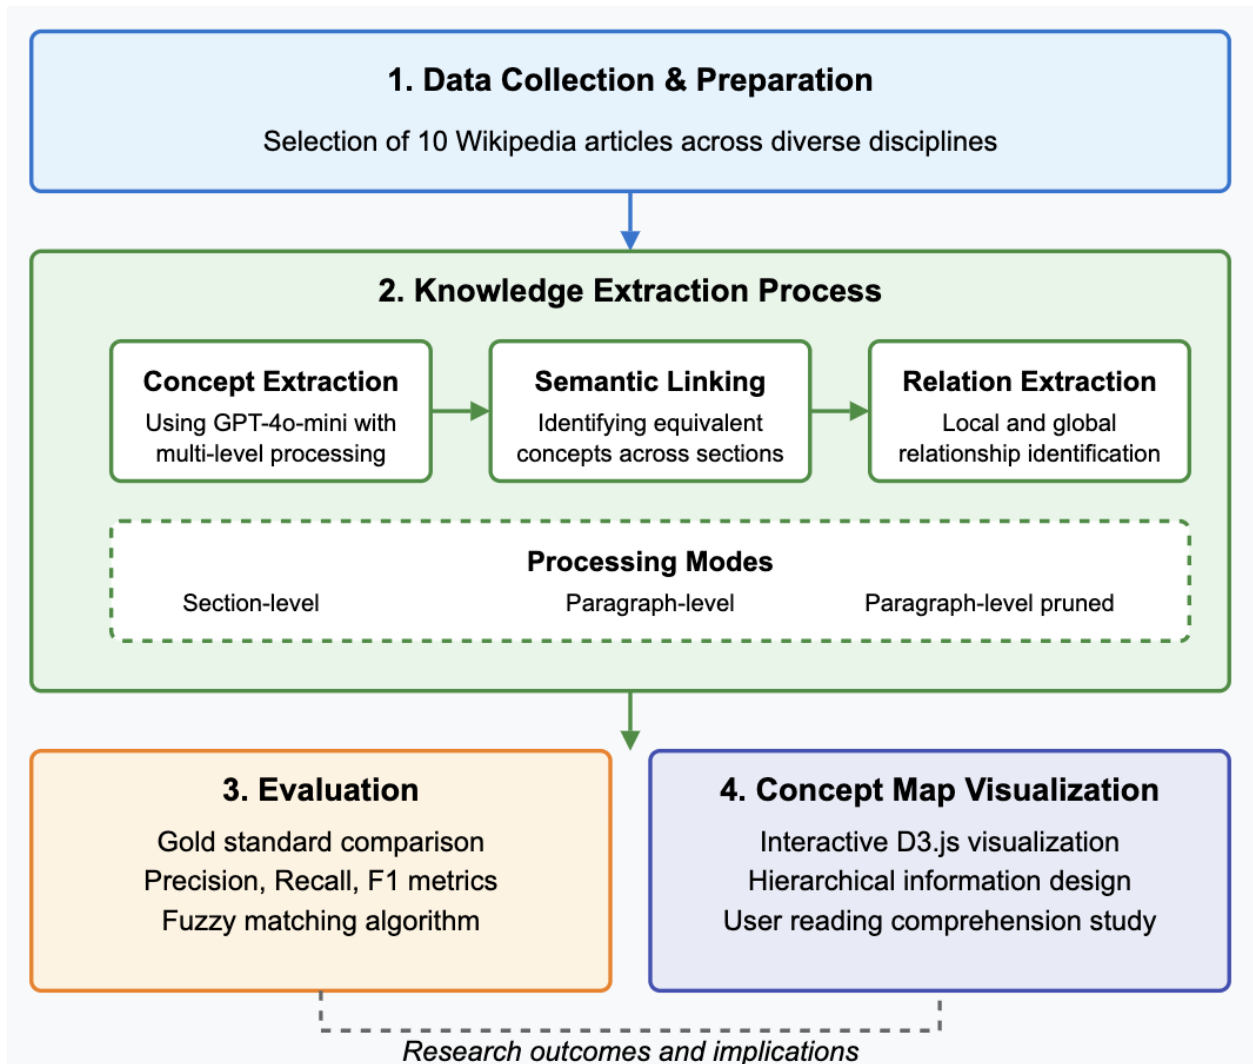 1. Data Collection & Preparation
Selection of 10 Wikipedia articles across diverse disciplines
2. Knowledge Extraction Process
Concept Extraction
Using GPT-4o-mini with
multi-level processing
Semantic Linking
Identifying equivalent
concepts across sections
Relation Extraction
Local and global
relationship identification
Processing Modes
Section-level
Paragraph-level
Paragraph-level pruned
3. Evaluation
Gold standard comparison
Precision, Recall, F1 metrics
Fuzzy matching algorithm
4. Concept Map Visualization
Interactive D3.js visualization
Hierarchical information design
User reading comprehension study
Research outcomes and implications